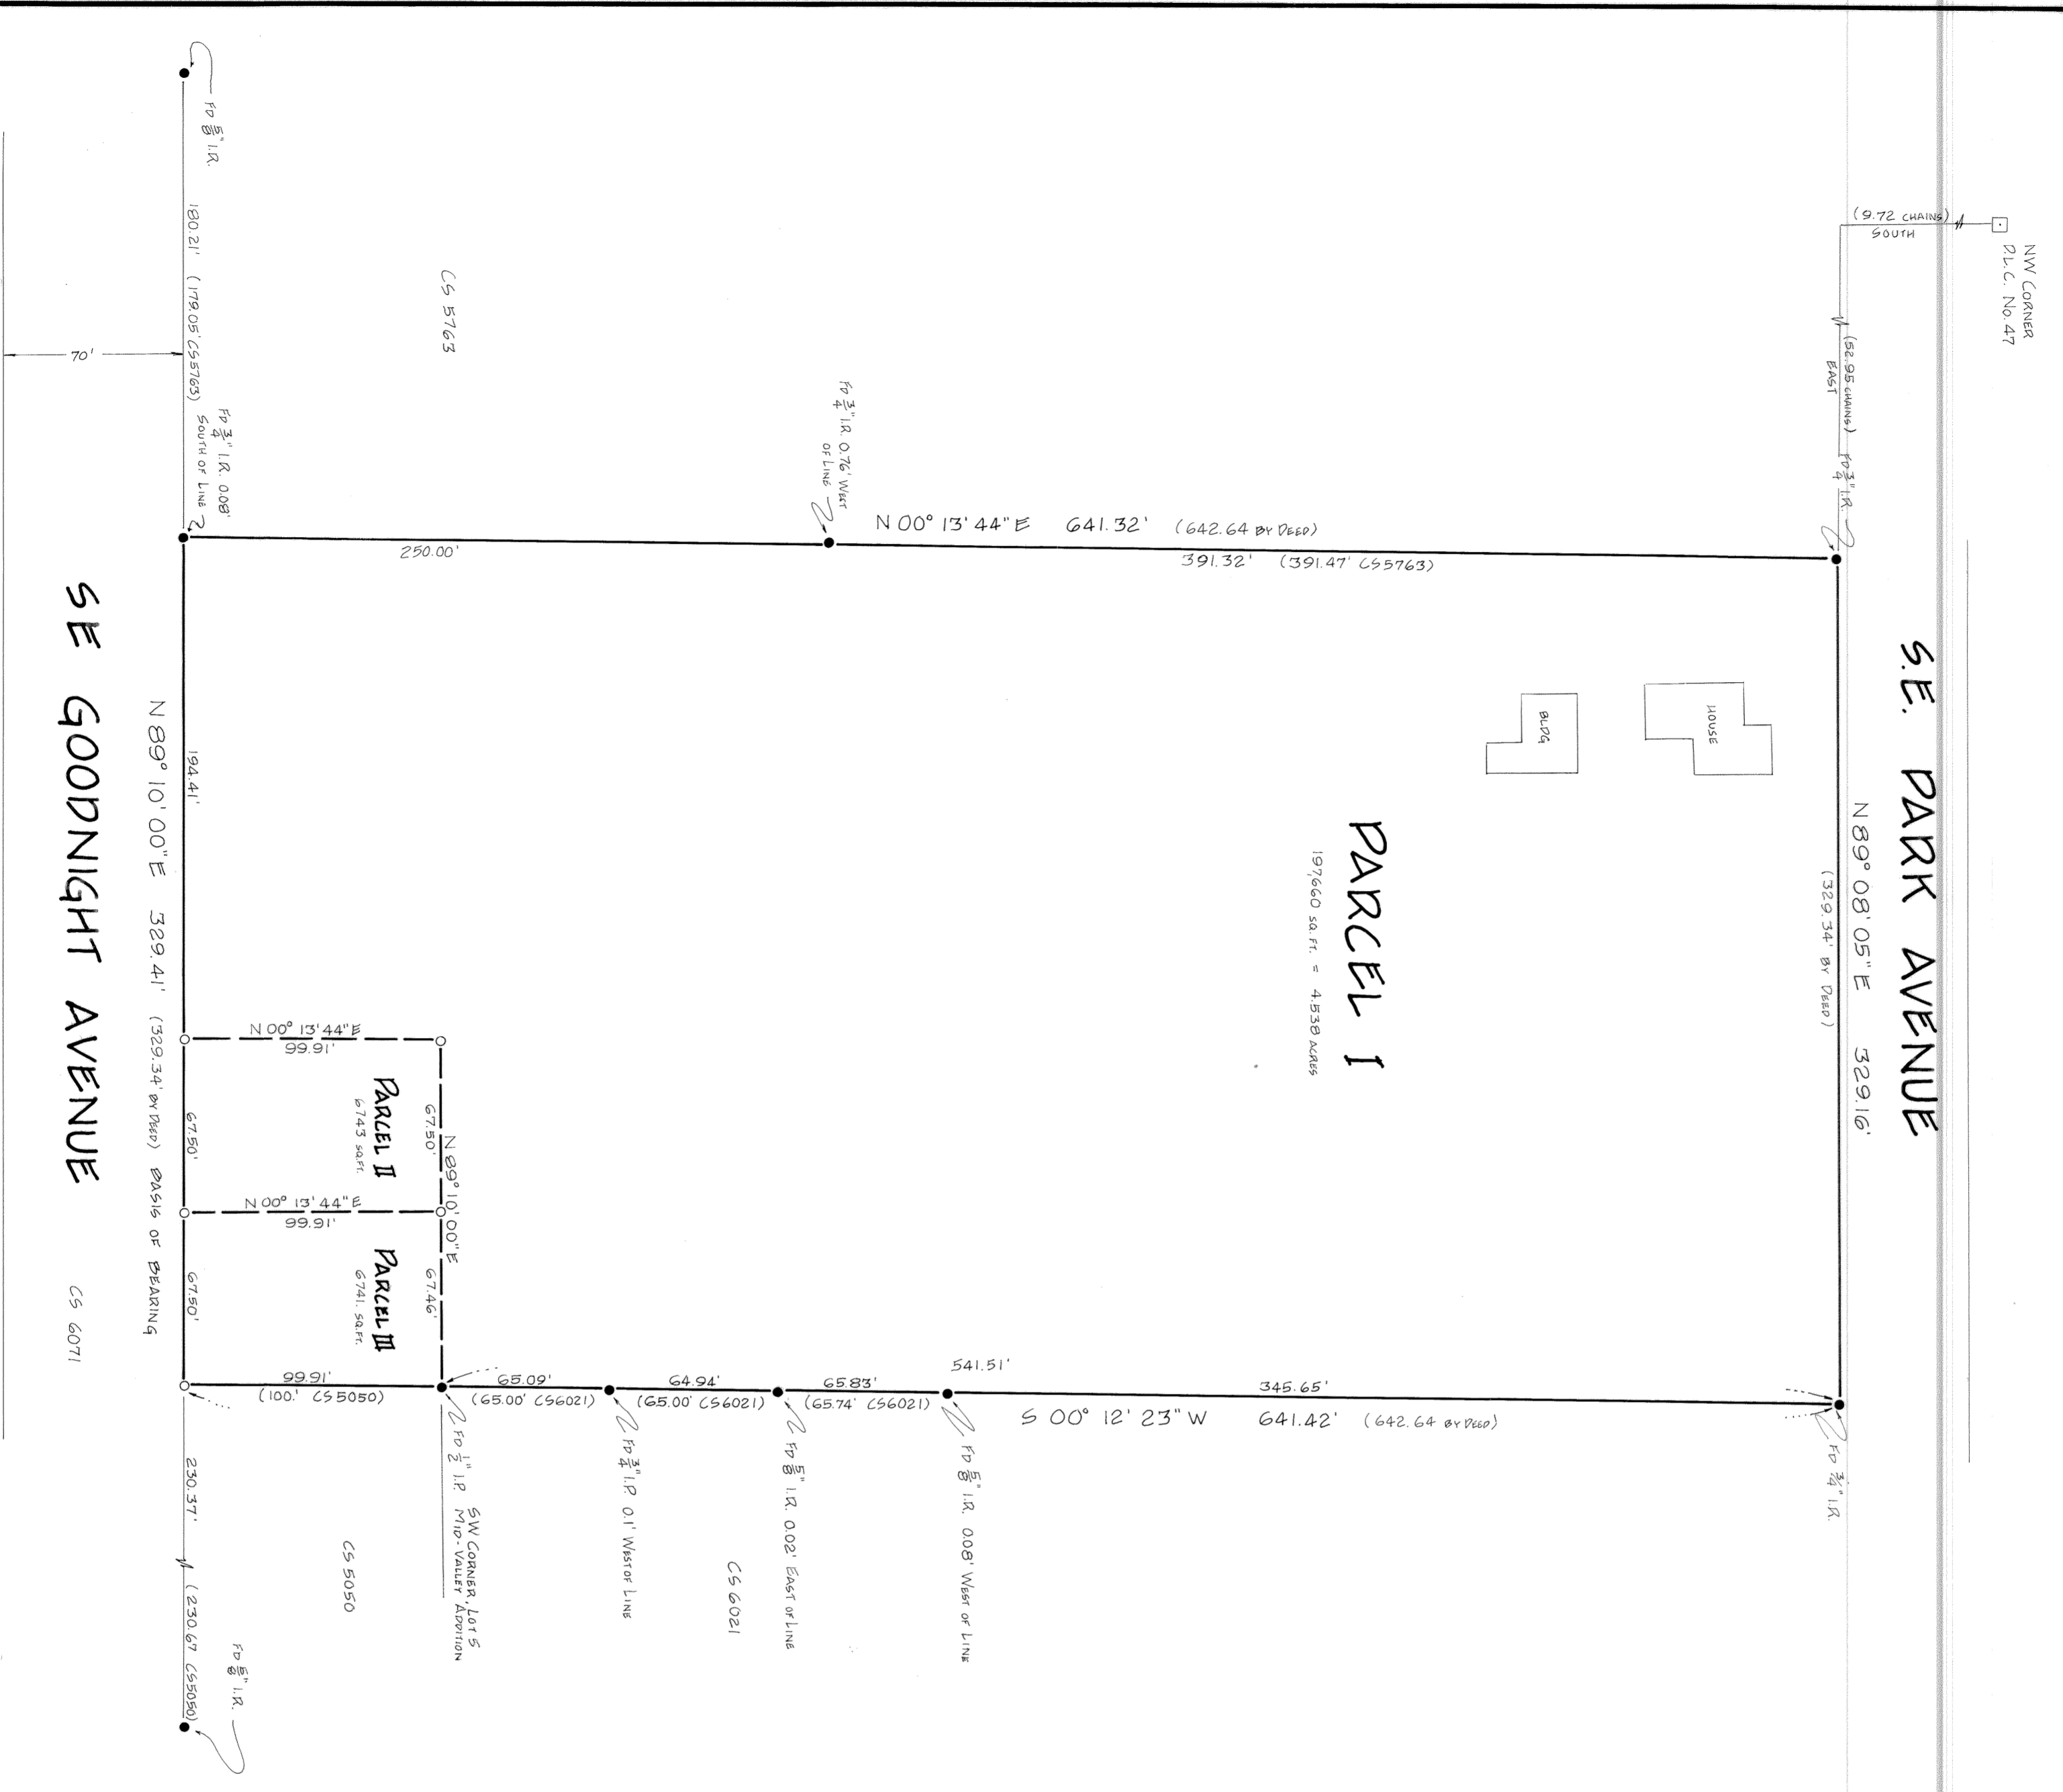 NW CORNER
D.L.C. No. 47
(9.72 CHAINS)
SOUTH
(52.95 CHAINS)
EAST
FD 3/4" I.R.
S.E. PARK AVENUE
N 89° 08' 05" E 329.16'
(329.34' BY DEED)
FD 3/4" I.R.
HOUSE
BLDG
PARCEL I
197,660 SQ. FT. = 4.538 ACRES
N 00° 13' 44" E 641.32' (642.64 BY DEED)
391.32' (391.47' CS5763)
FD 3/4" I.R. 0.76' WEST
OF LINE
250.00'
CS 5763
S 00° 12' 23" W 641.42' (642.64 BY DEED)
345.65'
541.51'
FD 5/8" I.R. 0.08' WEST OF LINE
65.83'
(65.74' CS6021)
FD 5/8" I.R. 0.02' EAST OF LINE
CS 6021
64.94'
(65.00' CS6021)
FD 3/4" I.P. 0.1' WEST OF LINE
65.09'
(65.00' CS6021)
SW CORNER, LOT 5
MID-VALLEY ADDITION
FD 1/2" I.P.
99.91'
(100.' CS5050)
CS 5050
N 89° 10' 00" E
67.50'
67.46'
PARCEL II
6743 SQ.FT.
PARCEL III
6741. SQ.FT.
N 00° 13' 44" E
99.91'
N 00° 13' 44" E
99.91'
FD 5/8" I.R.
180.21' (179.05' CS5763)
FD 3/4" I.R. 0.08'
SOUTH OF LINE
194.41'
67.50'
67.50'
230.37' (230.67 CS5050)
FD 5/8" I.R.
N 89° 10' 00" E 329.41' (329.34' BY DEED) BASIS OF BEARING
70'
SE GOODNIGHT AVENUE
CS 6071